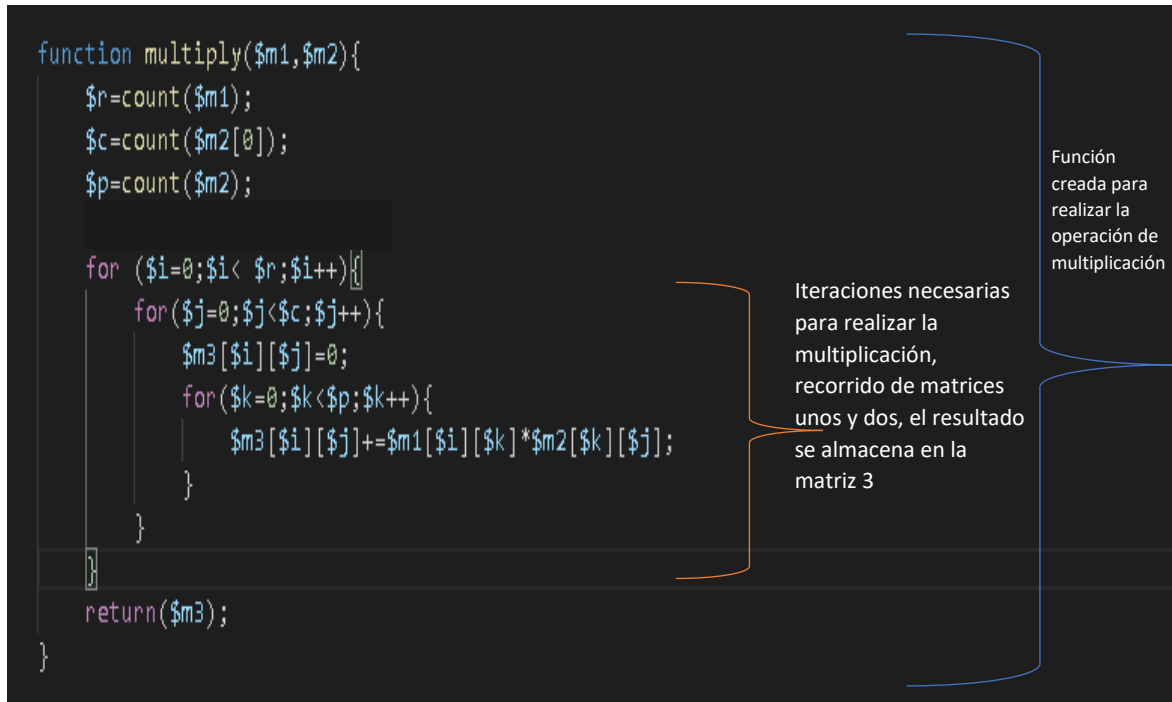 function multiply($m1,$m2){
$r=count($m1);
$c=count($m2[0]);
$p=count($m2);
for ($i=0;$i< $r;$i++){
for($j=0;$j<$c;$j++){
$m3[$i][$j]=0;
for($k=0;$k<$p;$k++){
$m3[$i][$j]+=$m1[$i][$k]*$m2[$k][$j];
}
}
}
return($m3);
}
Iteraciones necesarias
para realizar la
multiplicación,
recorrido de matrices
unos y dos, el resultado
se almacena en la
matriz 3
Función
creada para
realizar la
operación de
multiplicación